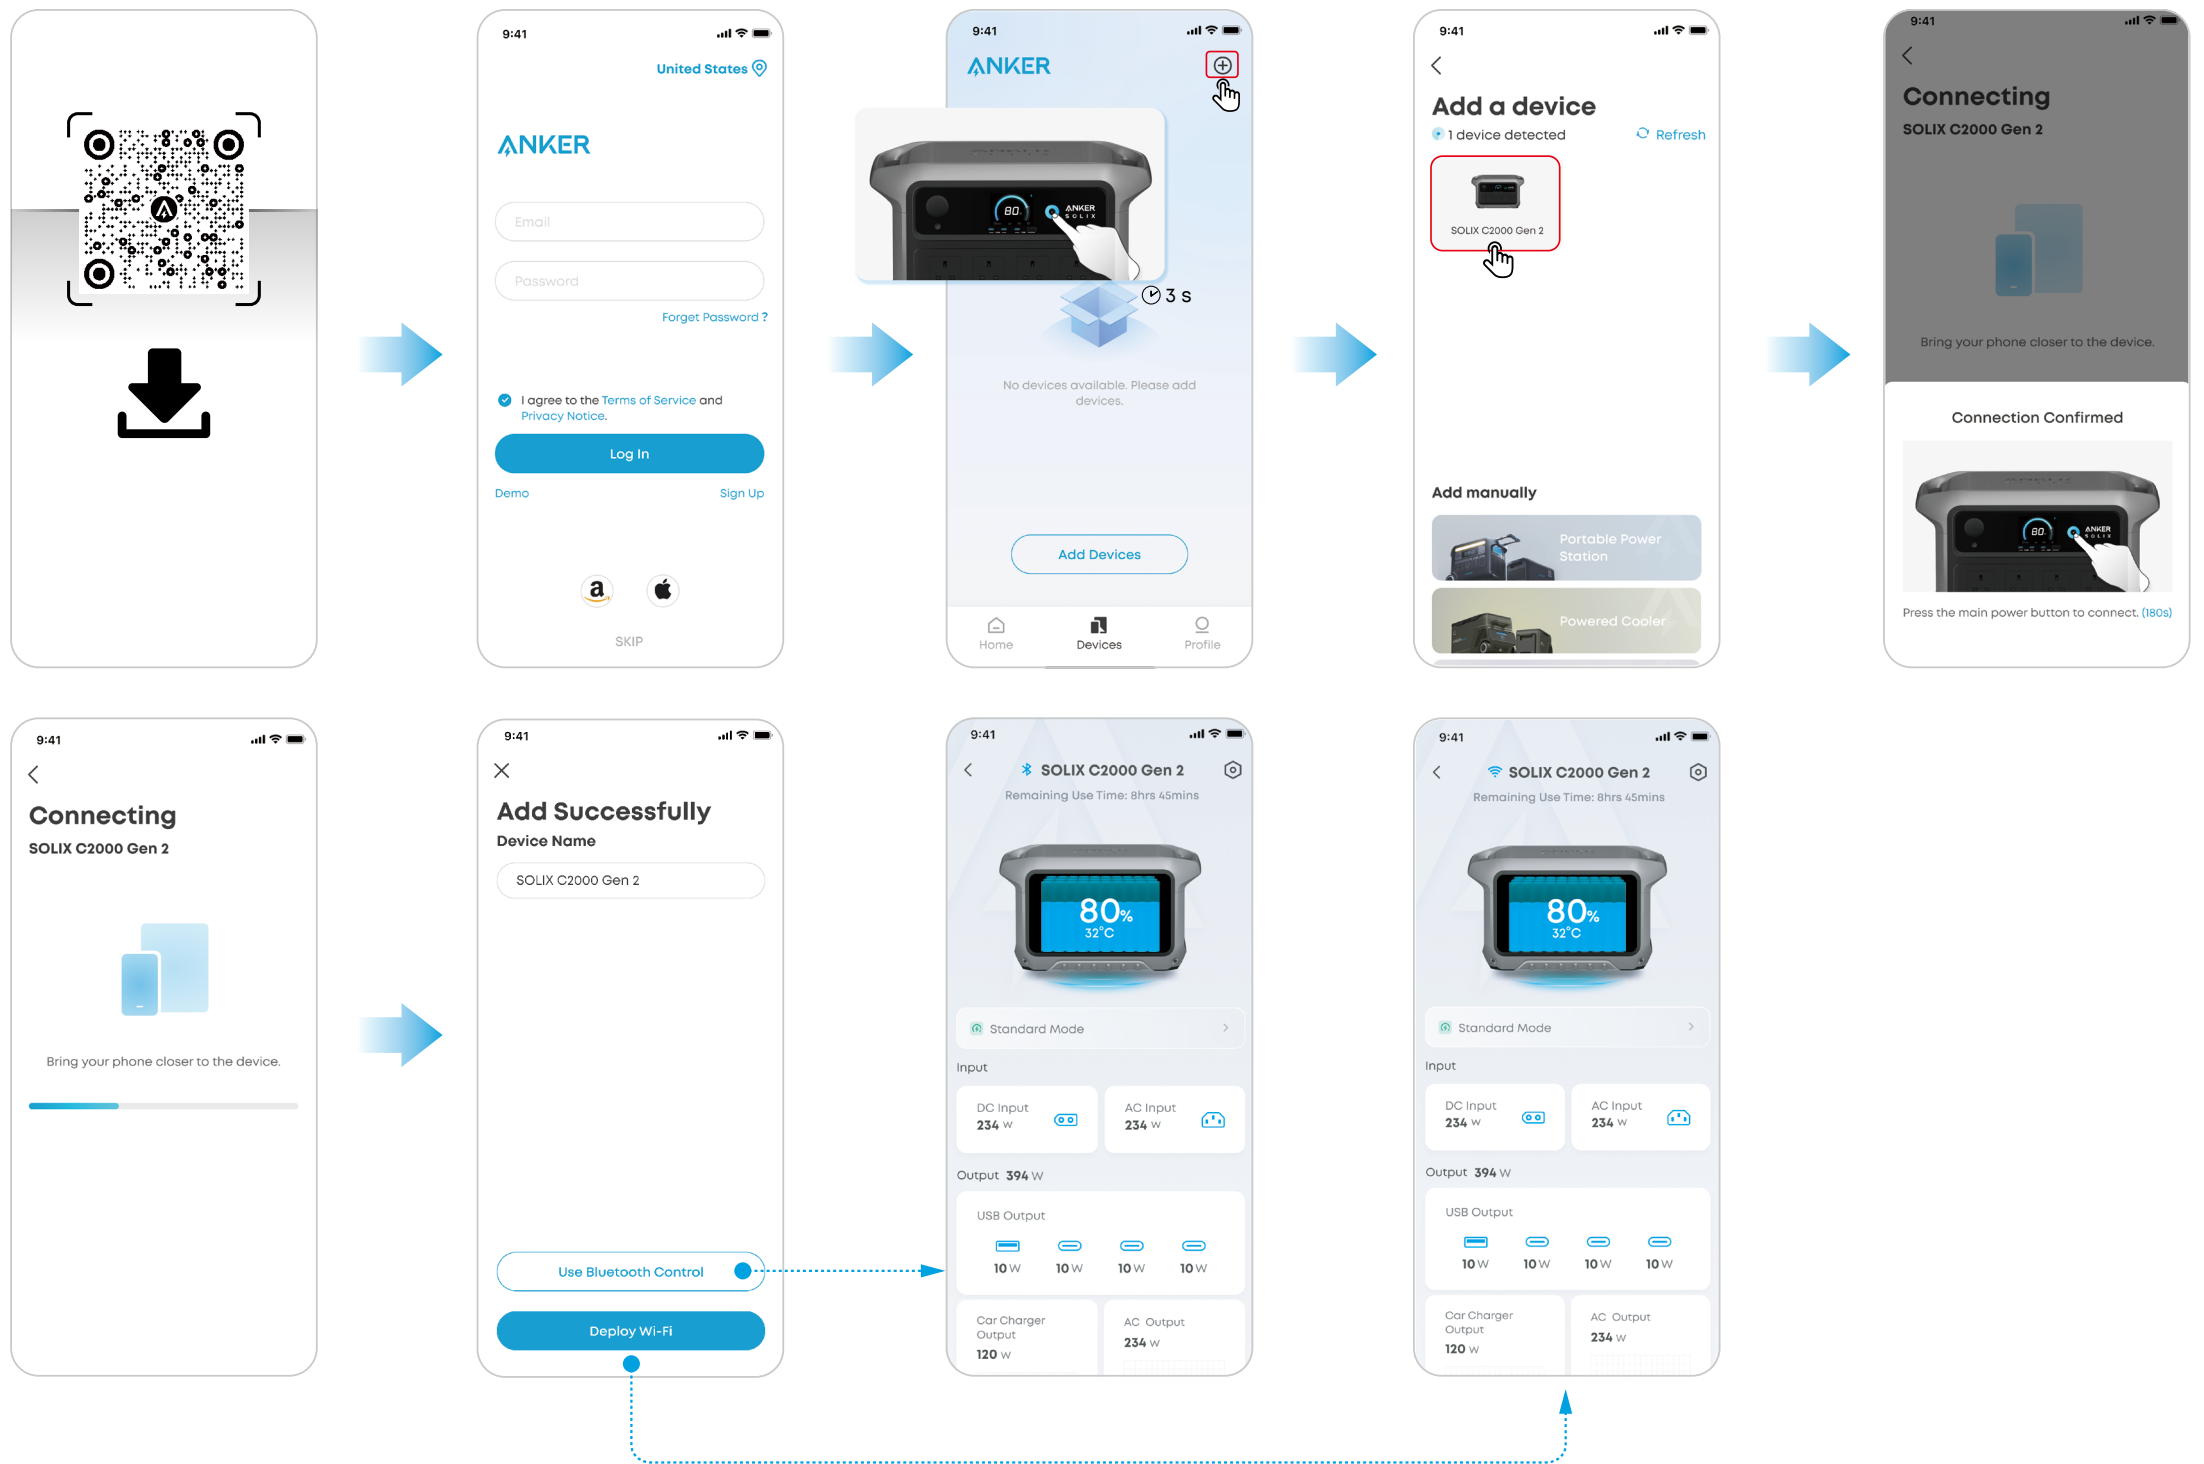 9:41
United States
ANKER
Email
Password
Forget Password ?
I agree to the Terms of Service and
Privacy Notice.
Log In
Demo
Sign Up
a
SKIP
9:41
ANKER
80
ANKER
SOLIX
3 s
No devices available. Please add
devices.
Add Devices
Home
Devices
Profile
9:41
Add a device
1 device detected
Refresh
SOLIX C2000 Gen 2
Add manually
Portable Power
Station
Powered Cooler
9:41
Connecting
SOLIX C2000 Gen 2
Bring your phone closer to the device.
Connection Confirmed
80
ANKER
SOLIX
Press the main power button to connect. (180s)
9:41
Connecting
SOLIX C2000 Gen 2
Bring your phone closer to the device.
9:41
Add Successfully
Device Name
SOLIX C2000 Gen 2
Use Bluetooth Control
Deploy Wi-Fi
9:41
SOLIX C2000 Gen 2
Remaining Use Time: 8hrs 45mins
80%
32°C
Standard Mode
Input
DC Input
234 W
AC Input
234 W
Output 394 W
USB Output
10 W
10 W
10 W
10 W
Car Charger
Output
120 W
AC Output
234 W
9:41
SOLIX C2000 Gen 2
Remaining Use Time: 8hrs 45mins
80%
32°C
Standard Mode
Input
DC Input
234 W
AC Input
234 W
Output 394 W
USB Output
10 W
10 W
10 W
10 W
Car Charger
Output
120 W
AC Output
234 W